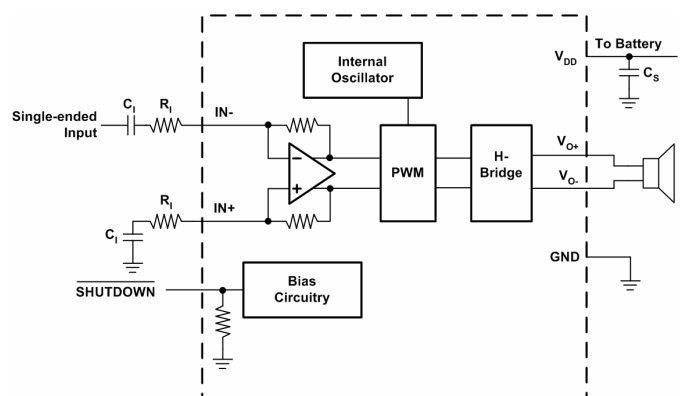 To Battery
V_DD
C_S
Internal
Oscillator
C_I
R_I
IN-
Single-ended
Input
−
+
PWM
H-
Bridge
V_O+
V_O-
R_I
IN+
C_I
GND
SHUTDOWN
Bias
Circuitry